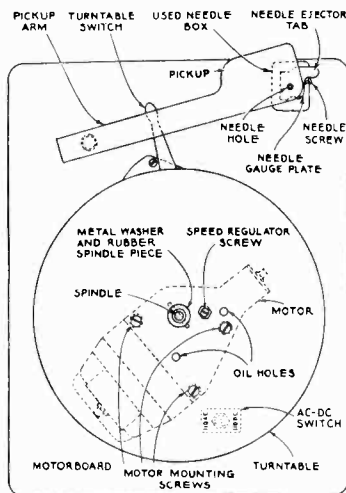 PICKUP ARM
TURNTABLE SWITCH
USED NEEDLE BOX
NEEDLE EJECTOR TAB
PICKUP
NEEDLE HOLE
NEEDLE SCREW
NEEDLE GAUGE PLATE
METAL WASHER AND RUBBER SPINDLE PIECE
SPEED REGULATOR SCREW
SPINDLE
MOTOR
OIL HOLES
AC-DC SWITCH
MOTORBOARD
MOTOR MOUNTING SCREWS
TURNTABLE